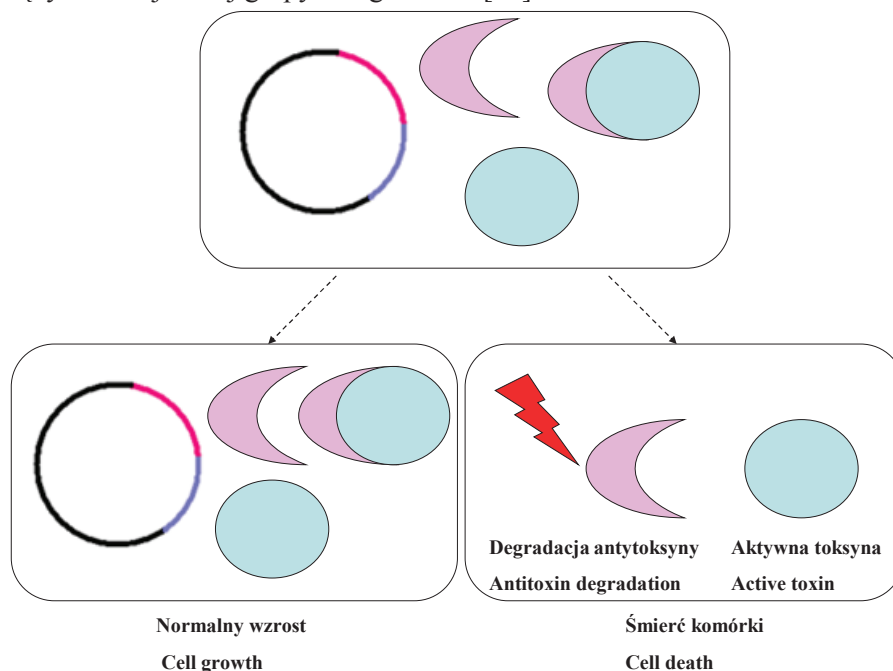 Degradacja antytoksyny
Antitoxin degradation
Aktywna toksyna
Active toxin
Normalny wzrost
Cell growth
Śmierć komórki
Cell death